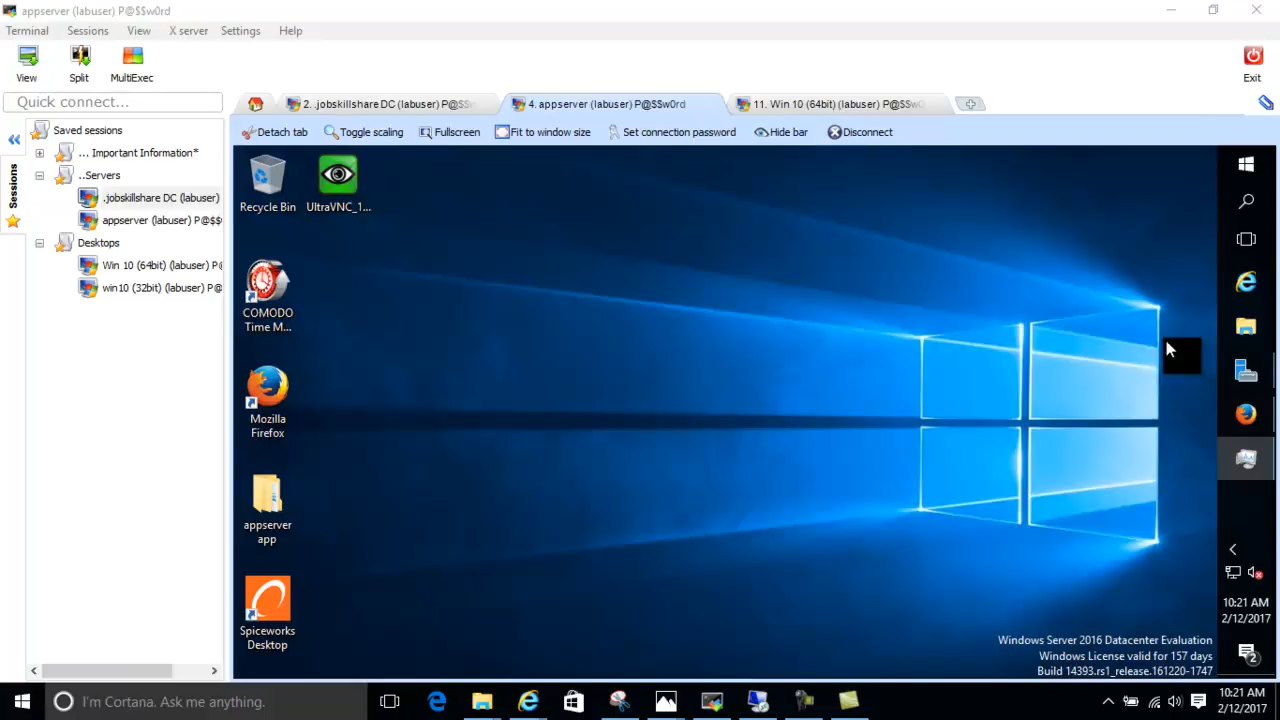 appserver (labuser) P@$$w0rd
Terminal Sessions View X server Settings Help
View Split MultiExec Exit
Quick connect...
2. .jobskillshare DC (labuser) P@$$
4. appserver (labuser) P@$$w0rd
11. Win 10 (64bit) (labuser) P@$$w
Detach tab Toggle scaling Fullscreen Fit to window size Set connection password Hide bar Disconnect
Sessions
Saved sessions
... Important Information*
..Servers
.jobskillshare DC (labuser)
appserver (labuser) P@$$
Desktops
Win 10 (64bit) (labuser) P@
win10 (32bit) (labuser) P@
Recycle Bin
UltraVNC_1...
COMODO
Time M...
Mozilla
Firefox
appserver
app
Spiceworks
Desktop
Windows Server 2016 Datacenter Evaluation
Windows License valid for 157 days
Build 14393.rs1_release.161220-1747
10:21 AM
2/12/2017
2
I'm Cortana. Ask me anything.
10:21 AM
2/12/2017